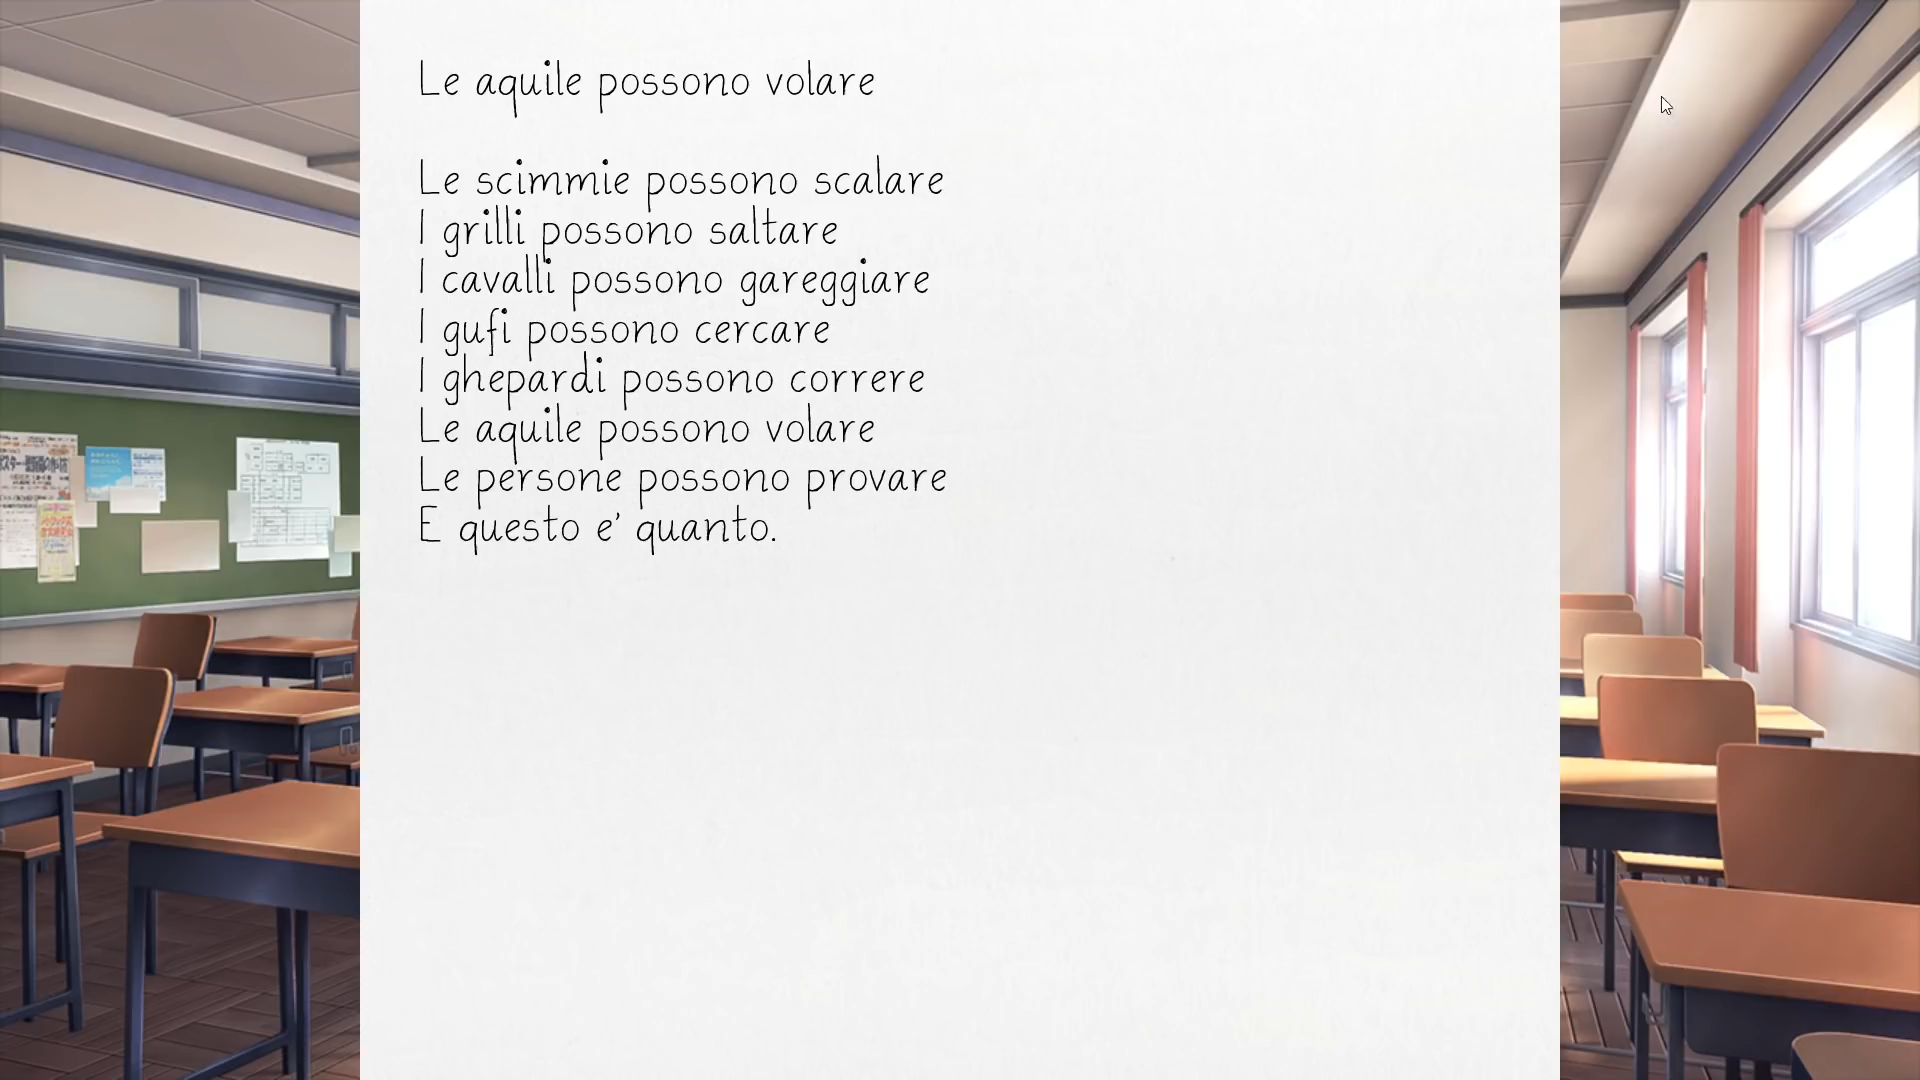 Le aquile possono volare
Le scimmie possono scalare
I grilli possono saltare
I cavalli possono gareggiare
I gufi possono cercare
I ghepardi possono correre
Le aquile possono volare
Le persone possono provare
E questo e' quanto.